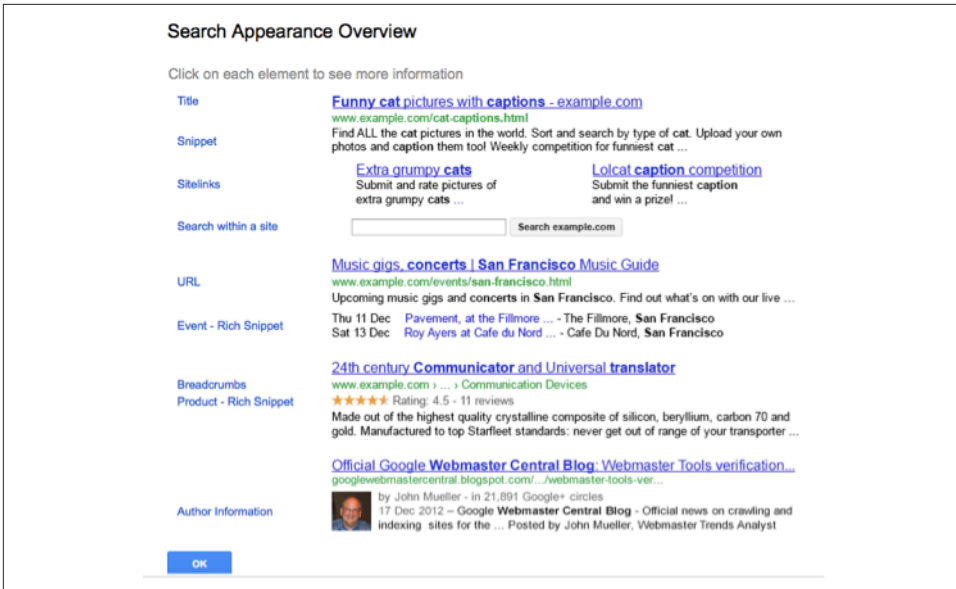 Search Appearance Overview
Click on each element to see more information
Title
Funny cat pictures with captions - example.com
www.example.com/cat-captions.html
Snippet
Find ALL the cat pictures in the world. Sort and search by type of cat. Upload your own
photos and caption them too! Weekly competition for funniest cat ...
Sitelinks
Extra grumpy cats
Submit and rate pictures of
extra grumpy cats ...
Lolcat caption competition
Submit the funniest caption
and win a prize! ...
Search within a site
Search example.com
Music gigs, concerts | San Francisco Music Guide
URL
www.example.com/events/san-francisco.html
Upcoming music gigs and concerts in San Francisco. Find out what's on with our live ...
Event - Rich Snippet
Thu 11 Dec Pavement, at the Fillmore ... - The Fillmore, San Francisco
Sat 13 Dec Roy Ayers at Cafe du Nord ... - Cafe Du Nord, San Francisco
24th century Communicator and Universal translator
Breadcrumbs
www.example.com › ... › Communication Devices
Product - Rich Snippet
Rating: 4.5 - 11 reviews
Made out of the highest quality crystalline composite of silicon, beryllium, carbon 70 and
gold. Manufactured to top Starfleet standards: never get out of range of your transporter ...
Official Google Webmaster Central Blog: Webmaster Tools verification...
googlewebmastercentral.blogspot.com/.../webmaster-tools-ver...
Author Information
by John Mueller - in 21,891 Google+ circles
17 Dec 2012 – Google Webmaster Central Blog - Official news on crawling and
indexing sites for the ... Posted by John Mueller, Webmaster Trends Analyst
OK